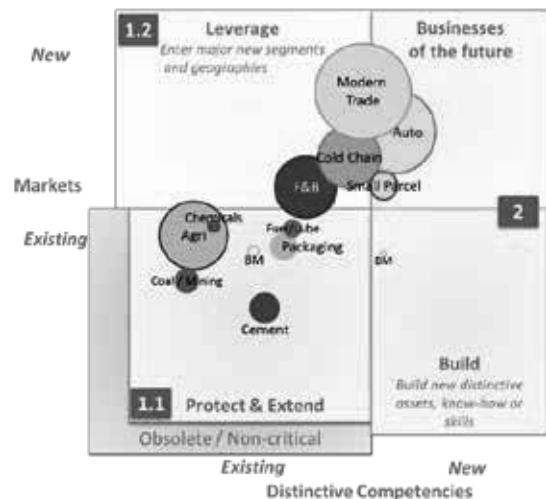 1.2
Leverage
Enter major new segments
and geographies
Businesses
of the future
New
Modern
Trade
Auto
Cold Chain
F&B
Small Parcel
Markets
2
Existing
Chemicals
Agri
Fuel/Lube
BM
Packaging
BM
Coal / Mining
Cement
Build
Build new distinctive
assets, know-how or
skills
1.1
Protect & Extend
Obsolete / Non-critical
Existing
New
Distinctive Competencies